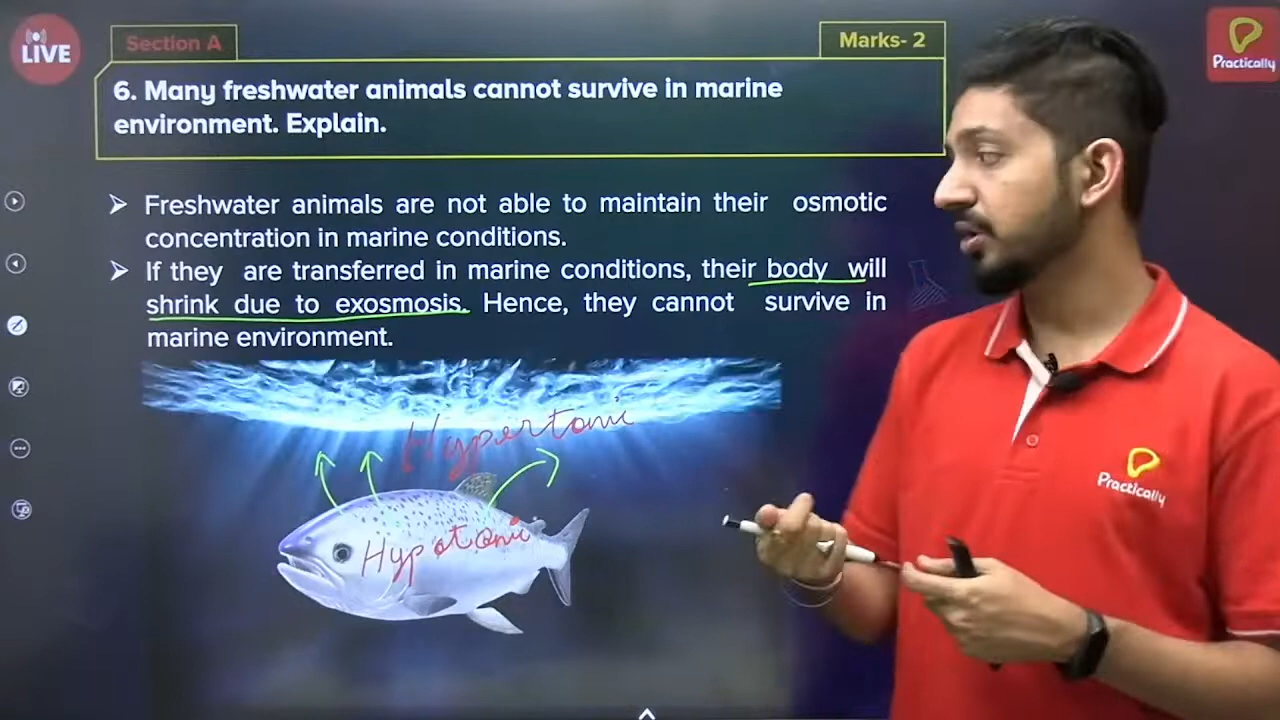 LIVE
Section A
Marks- 2
Practically
6. Many freshwater animals cannot survive in marine
environment. Explain.
➢ Freshwater animals are not able to maintain their osmotic
concentration in marine conditions.
➢ If they are transferred in marine conditions, their body will
shrink due to exosmosis. Hence, they cannot survive in
marine environment.
Hypertonic
Hypotonic
Practically